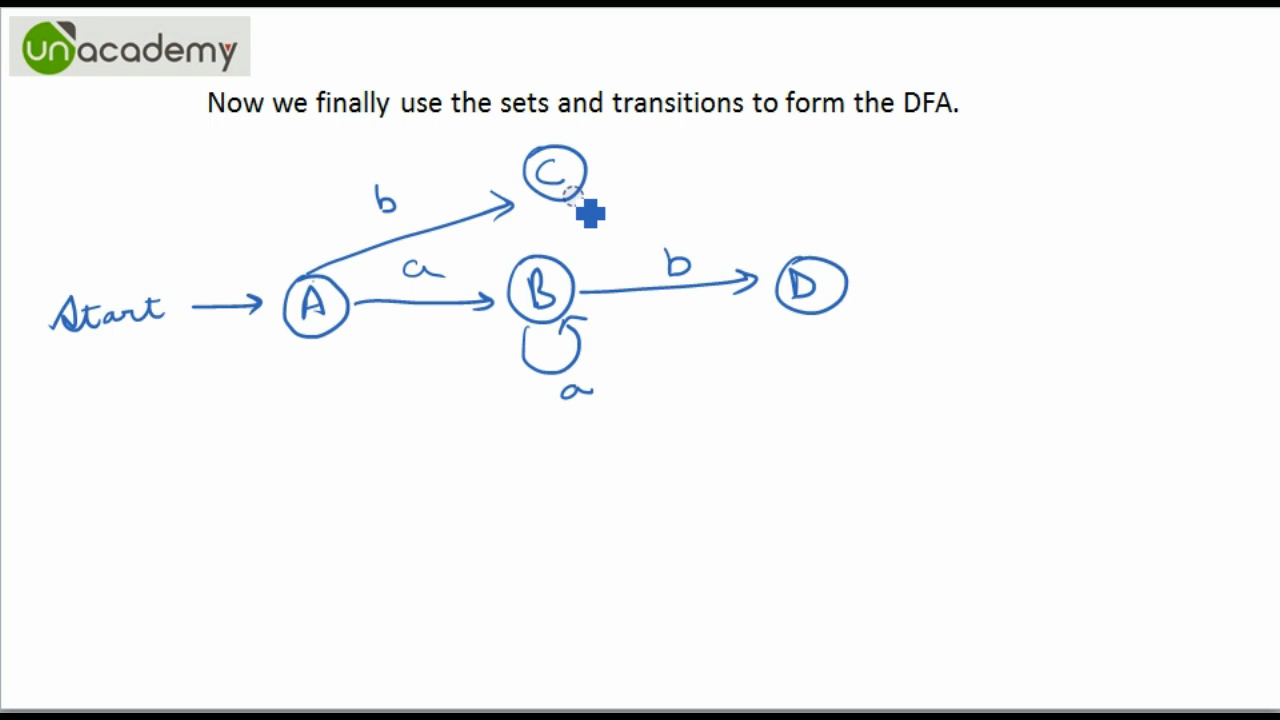 unacademy
Now we finally use the sets and transitions to form the DFA.
C
b
a
b
Start
A
B
D
a